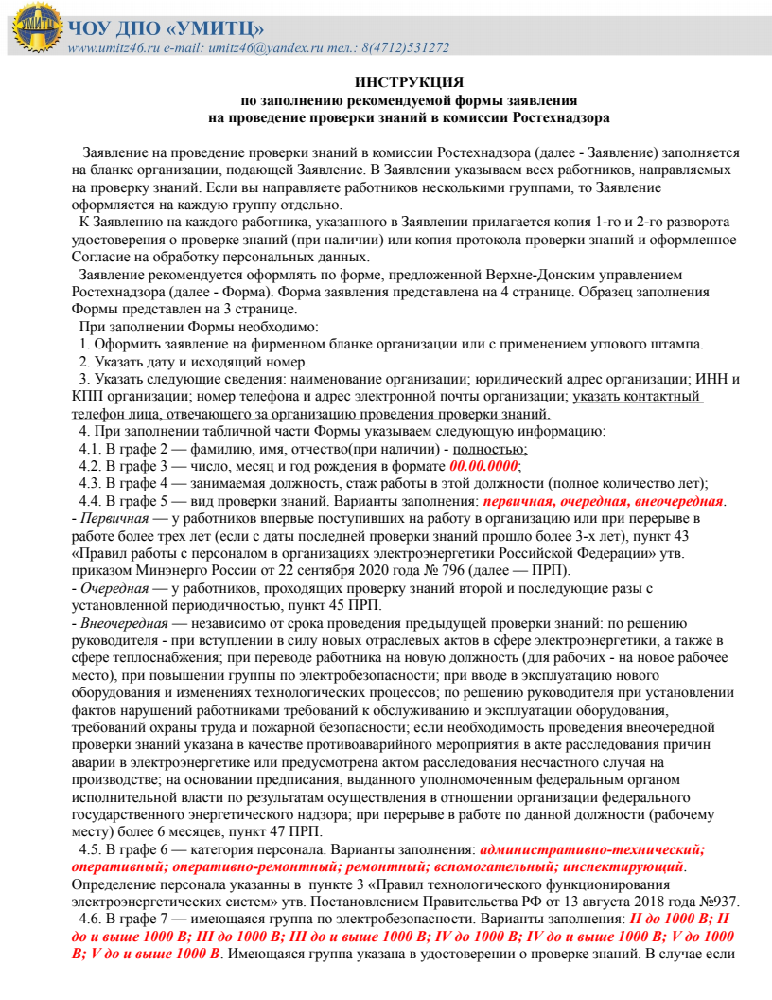 УМИТЦ
ЧОУ ДПО «УМИТЦ»
www.umitz46.ru e-mail: umitz46@yandex.ru тел.: 8(4712)531272
ИНСТРУКЦИЯ
по заполнению рекомендуемой формы заявления
на проведение проверки знаний в комиссии Ростехнадзора
Заявление на проведение проверки знаний в комиссии Ростехнадзора (далее - Заявление) заполняется
на бланке организации, подающей Заявление. В Заявлении указываем всех работников, направляемых
на проверку знаний. Если вы направляете работников несколькими группами, то Заявление
оформляется на каждую группу отдельно.
К Заявлению на каждого работника, указанного в Заявлении прилагается копия 1-го и 2-го разворота
удостоверения о проверке знаний (при наличии) или копия протокола проверки знаний и оформленное
Согласие на обработку персональных данных.
Заявление рекомендуется оформлять по форме, предложенной Верхне-Донским управлением
Ростехнадзора (далее - Форма). Форма заявления представлена на 4 странице. Образец заполнения
Формы представлен на 3 странице.
При заполнении Формы необходимо:
1. Оформить заявление на фирменном бланке организации или с применением углового штампа.
2. Указать дату и исходящий номер.
3. Указать следующие сведения: наименование организации; юридический адрес организации; ИНН и
КПП организации; номер телефона и адрес электронной почты организации; указать контактный
телефон лица, отвечающего за организацию проведения проверки знаний.
4. При заполнении табличной части Формы указываем следующую информацию:
4.1. В графе 2 — фамилию, имя, отчество(при наличии) - полностью;
4.2. В графе 3 — число, месяц и год рождения в формате 00.00.0000;
4.3. В графе 4 — занимаемая должность, стаж работы в этой должности (полное количество лет);
4.4. В графе 5 — вид проверки знаний. Варианты заполнения: первичная, очередная, внеочередная.
- Первичная — у работников впервые поступивших на работу в организацию или при перерыве в
работе более трех лет (если с даты последней проверки знаний прошло более 3-х лет), пункт 43
«Правил работы с персоналом в организациях электроэнергетики Российской Федерации» утв.
приказом Минэнерго России от 22 сентября 2020 года № 796 (далее — ПРП).
- Очередная — у работников, проходящих проверку знаний второй и последующие разы с
установленной периодичностью, пункт 45 ПРП.
- Внеочередная — независимо от срока проведения предыдущей проверки знаний: по решению
руководителя - при вступлении в силу новых отраслевых актов в сфере электроэнергетики, а также в
сфере теплоснабжения; при переводе работника на новую должность (для рабочих - на новое рабочее
место), при повышении группы по электробезопасности; при вводе в эксплуатацию нового
оборудования и изменениях технологических процессов; по решению руководителя при установлении
фактов нарушений работниками требований к обслуживанию и эксплуатации оборудования,
требований охраны труда и пожарной безопасности; если необходимость проведения внеочередной
проверки знаний указана в качестве противоаварийного мероприятия в акте расследования причин
аварии в электроэнергетике или предусмотрена актом расследования несчастного случая на
производстве; на основании предписания, выданного уполномоченным федеральным органом
исполнительной власти по результатам осуществления в отношении организации федерального
государственного энергетического надзора; при перерыве в работе по данной должности (рабочему
месту) более 6 месяцев, пункт 47 ПРП.
4.5. В графе 6 — категория персонала. Варианты заполнения: административно-технический;
оперативный; оперативно-ремонтный; ремонтный; вспомогательный; инспектирующий.
Определение персонала указанны в пункте 3 «Правил технологического функционирования
электроэнергетических систем» утв. Постановлением Правительства РФ от 13 августа 2018 года №937.
4.6. В графе 7 — имеющаяся группа по электробезопасности. Варианты заполнения: II до 1000 В; II
до и выше 1000 В; III до 1000 В; III до и выше 1000 В; IV до 1000 В; IV до и выше 1000 В; V до 1000
В; V до и выше 1000 В. Имеющаяся группа указана в удостоверении о проверке знаний. В случае если